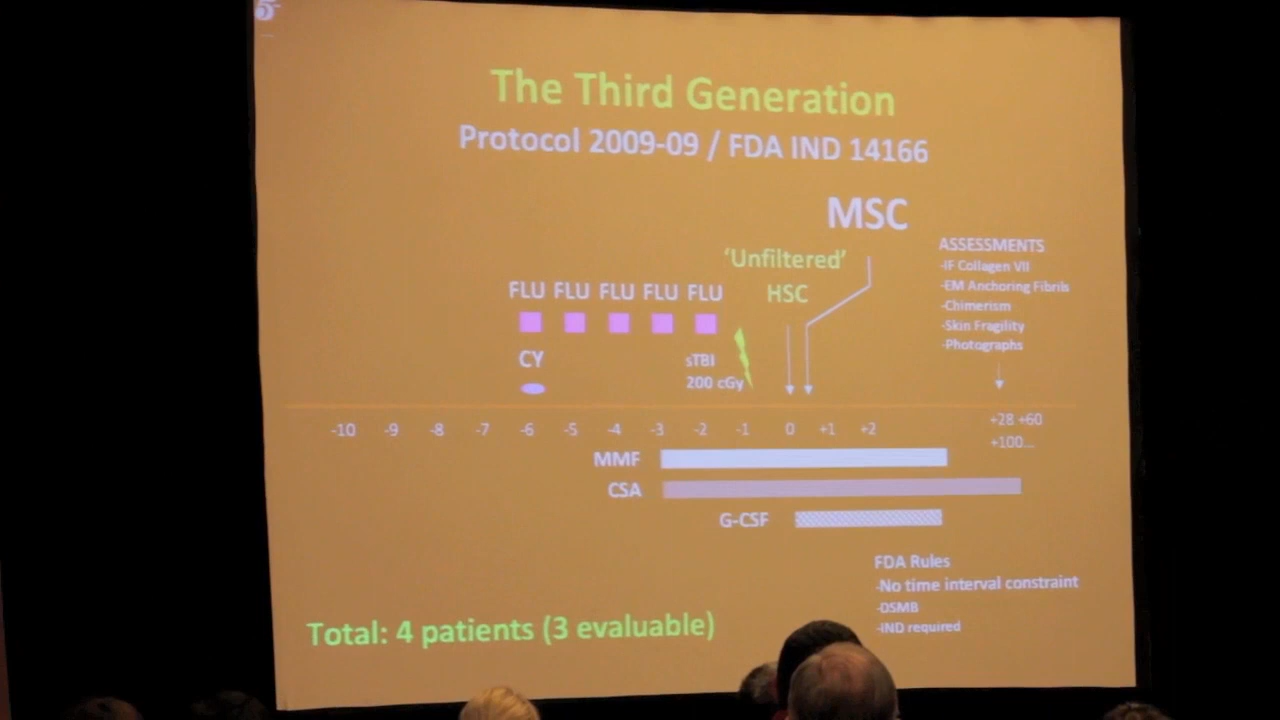 The Third Generation
Protocol 2009-09 / FDA IND 14166
MSC
'Unfiltered'
HSC
ASSESSMENTS
-IF Collagen VII
-EM Anchoring Fibrils
-Chimerism
-Skin Fragility
-Photographs
FLU FLU FLU FLU FLU
CY
sTBI
200 cGy
-10 -9 -8 -7 -6 -5 -4 -3 -2 -1 0 +1 +2
+28 +60
+100...
MMF
CSA
G-CSF
FDA Rules
-No time interval constraint
-DSMB
-IND required
Total: 4 patients (3 evaluable)